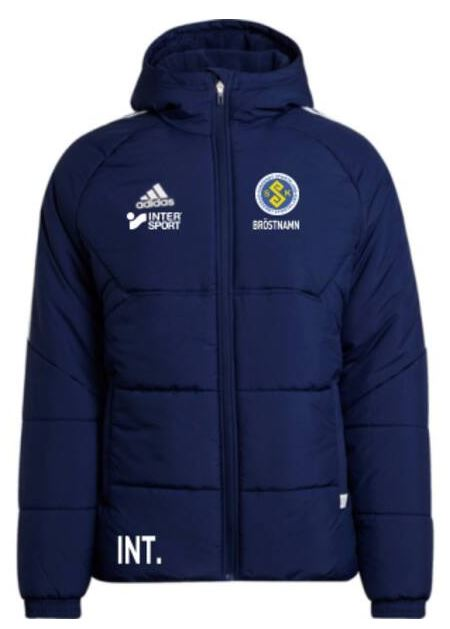 adidas
INTER
SPORT
S S K
BRÖSTNAMN
INT.